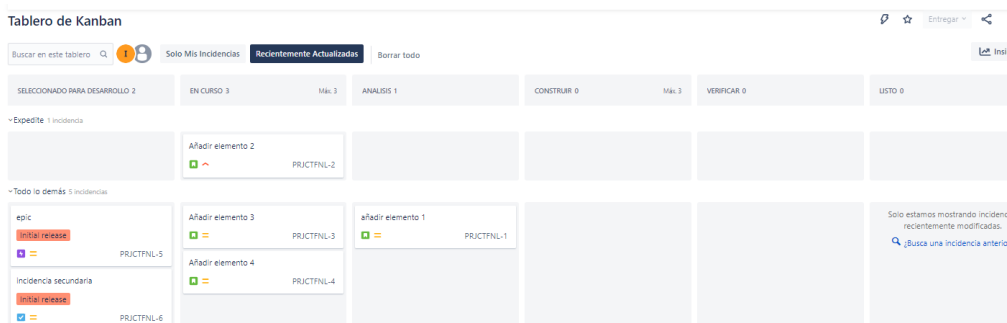 Tablero de Kanban
Entregar
Buscar en este tablero
I
Solo Mis Incidencias
Recientemente Actualizadas
Borrar todo
Insi
SELECCIONADO PARA DESARROLLO 2
EN CURSO 3
Máx. 3
ANALISIS 1
CONSTRUIR 0
Máx. 3
VERIFICAR 0
LISTO 0
Expedite 1 incidencia
Añadir elemento 2
PRJCTFNL-2
Todo lo demás 5 incidencias
epic
Initial release
PRJCTFNL-5
incidencia secundaria
Initial release
PRJCTFNL-6
Añadir elemento 3
PRJCTFNL-3
Añadir elemento 4
PRJCTFNL-4
añadir elemento 1
PRJCTFNL-1
Solo estamos mostrando incidenc
recientemente modificadas.
¿Busca una incidencia anterio